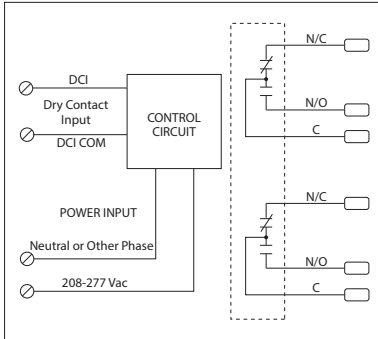 DCI
Dry Contact
Input
DCI COM
CONTROL
CIRCUIT
POWER INPUT
Neutral or Other Phase
208-277 Vac
N/C
N/O
C
N/C
N/O
C